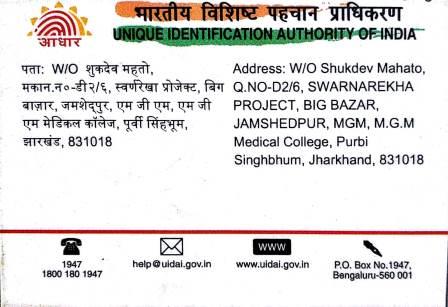 भारतीय विशिष्ट पहचान प्राधिकरण
UNIQUE IDENTIFICATION AUTHORITY OF INDIA
आधार
पता: W/O शुकदेव महतो,
मकान.न०-डी२/६, स्वर्णरेखा प्रोजेक्ट, बिग
बाज़ार, जमशेदपुर, एम जी एम, एम जी
एम मेडिकल कॉलेज, पूर्वी सिंहभूम,
झारखंड, 831018
Address: W/O Shukdev Mahato,
Q.NO-D2/6, SWARNAREKHA
PROJECT, BIG BAZAR,
JAMSHEDPUR, MGM, M.G.M
Medical College, Purbi
Singhbhum, Jharkhand, 831018
1947
1800 180 1947
help@uidai.gov.in
WWW
www.uidai.gov.in
P.O. Box No.1947,
Bengaluru-560 001